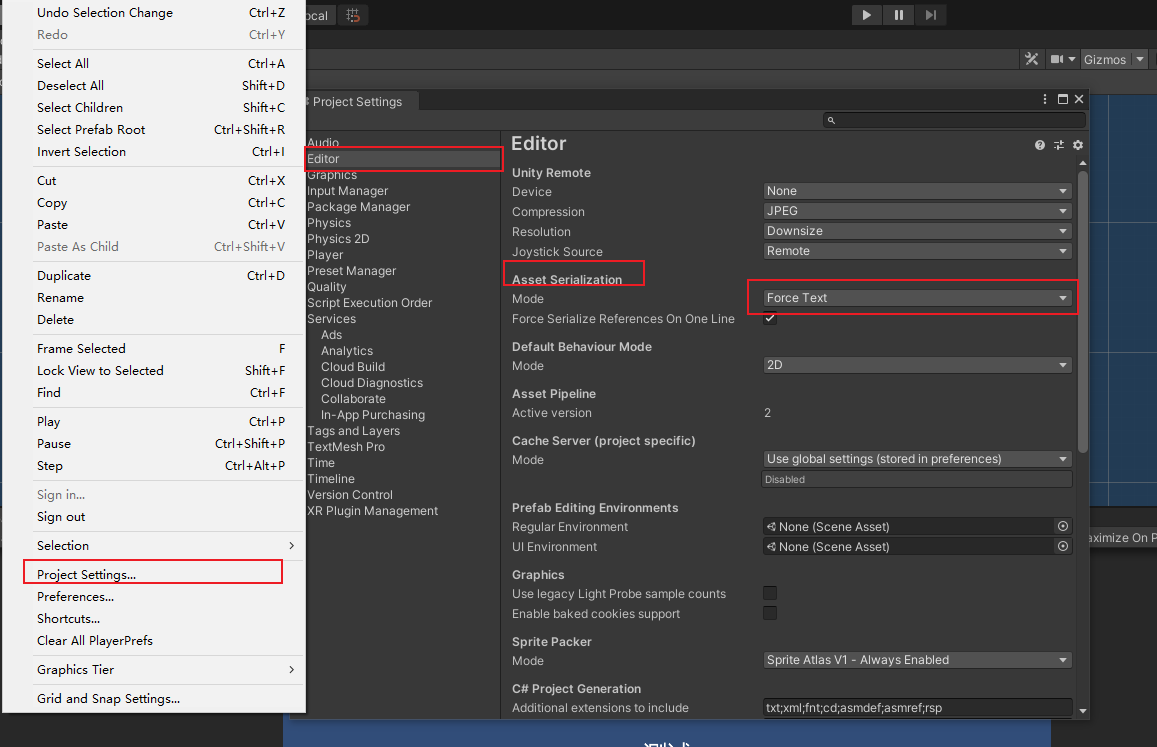 Undo Selection Change Ctrl+Z
Redo Ctrl+Y
Select All Ctrl+A
Deselect All Shift+D
Select Children Shift+C
Select Prefab Root Ctrl+Shift+R
Invert Selection Ctrl+I
Cut Ctrl+X
Copy Ctrl+C
Paste Ctrl+V
Paste As Child Ctrl+Shift+V
Duplicate Ctrl+D
Rename
Delete
Frame Selected F
Lock View to Selected Shift+F
Find Ctrl+F
Play Ctrl+P
Pause Ctrl+Shift+P
Step Ctrl+Alt+P
Sign in...
Sign out
Selection
Project Settings...
Preferences...
Shortcuts...
Clear All PlayerPrefs
Graphics Tier
Grid and Snap Settings...
ocal
Gizmos
Project Settings
Audio
Editor
Graphics
Input Manager
Package Manager
Physics
Physics 2D
Player
Preset Manager
Quality
Script Execution Order
Services
Ads
Analytics
Cloud Build
Cloud Diagnostics
Collaborate
In-App Purchasing
Tags and Layers
TextMesh Pro
Time
Timeline
Version Control
XR Plugin Management
Editor
Unity Remote
Device None
Compression JPEG
Resolution Downsize
Joystick Source Remote
Asset Serialization
Mode Force Text
Force Serialize References On One Line
Default Behaviour Mode
Mode 2D
Asset Pipeline
Active version 2
Cache Server (project specific)
Mode Use global settings (stored in preferences)
Disabled
Prefab Editing Environments
Regular Environment None (Scene Asset)
UI Environment None (Scene Asset)
Graphics
Use legacy Light Probe sample counts
Enable baked cookies support
Sprite Packer
Mode Sprite Atlas V1 - Always Enabled
C# Project Generation
Additional extensions to include txt;xml;fnt;cd;asmdef;asmref;rsp
aximize On P
测试